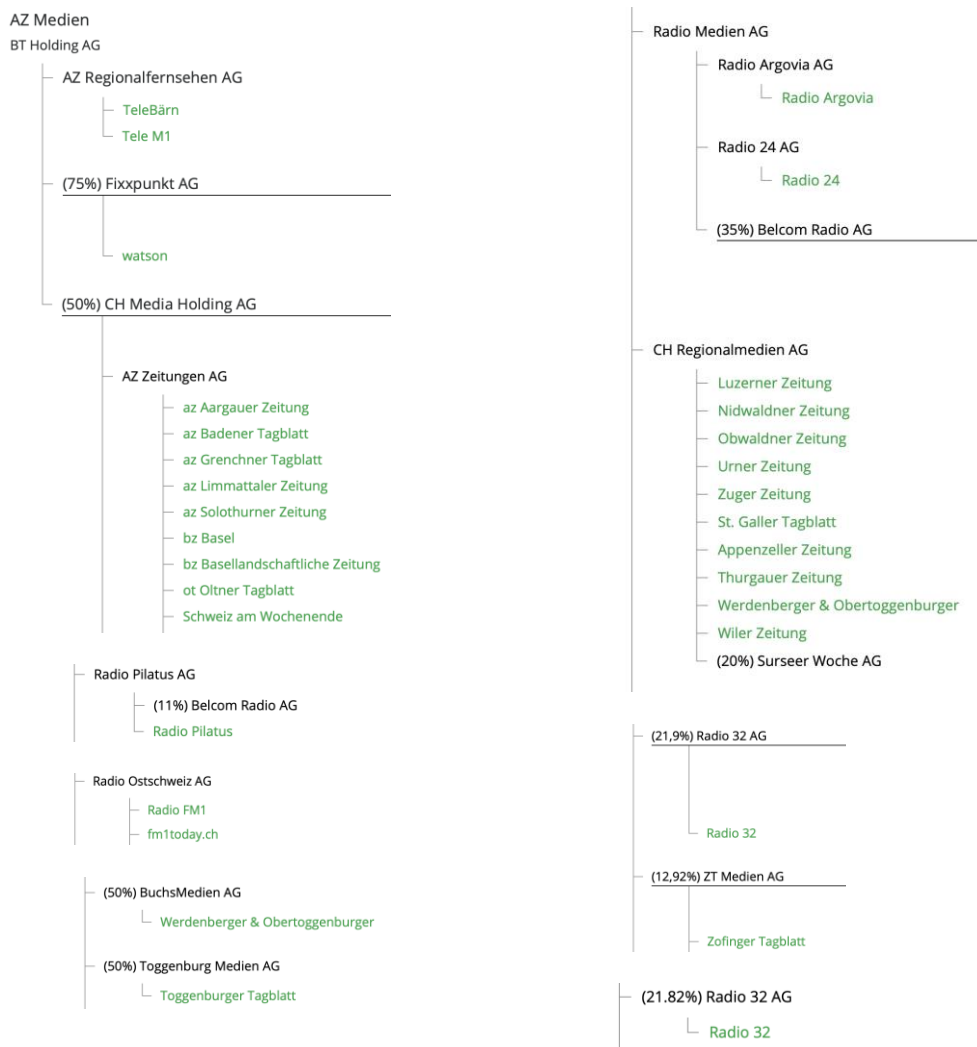 AZ Medien
BT Holding AG
AZ Regionalfernsehen AG
TeleBärn
Tele M1
(75%) Fixxpunkt AG
watson
(50%) CH Media Holding AG
AZ Zeitungen AG
az Aargauer Zeitung
az Badener Tagblatt
az Grenchner Tagblatt
az Limmattaler Zeitung
az Solothurner Zeitung
bz Basel
bz Basellandschaftliche Zeitung
ot Oltner Tagblatt
Schweiz am Wochenende
Radio Pilatus AG
(11%) Belcom Radio AG
Radio Pilatus
Radio Ostschweiz AG
Radio FM1
fm1today.ch
(50%) BuchsMedien AG
Werdenberger & Obertoggenburger
(50%) Toggenburg Medien AG
Toggenburger Tagblatt
Radio Medien AG
Radio Argovia AG
Radio Argovia
Radio 24 AG
Radio 24
(35%) Belcom Radio AG
CH Regionalmedien AG
Luzerner Zeitung
Nidwaldner Zeitung
Obwaldner Zeitung
Urner Zeitung
Zuger Zeitung
St. Galler Tagblatt
Appenzeller Zeitung
Thurgauer Zeitung
Werdenberger & Obertoggenburger
Wiler Zeitung
(20%) Surseer Woche AG
(21,9%) Radio 32 AG
Radio 32
(12,92%) ZT Medien AG
Zofinger Tagblatt
(21.82%) Radio 32 AG
Radio 32